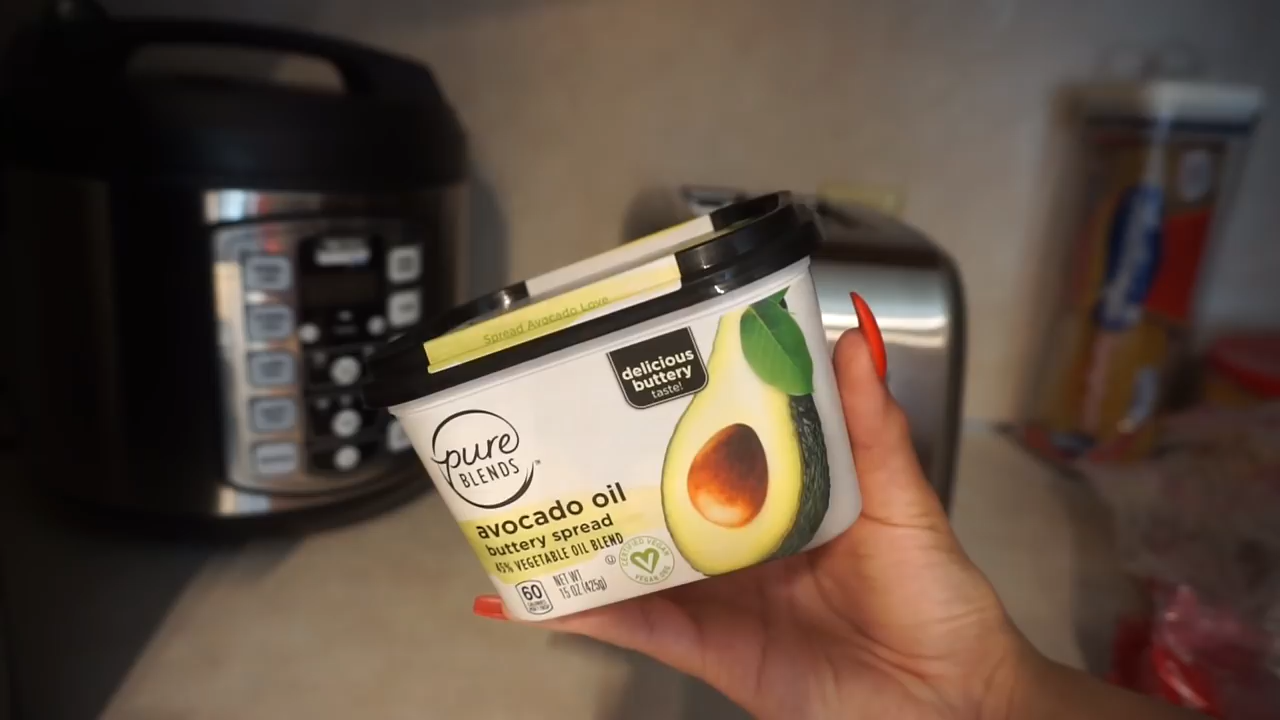 Spread Avocado Love
delicious
buttery
taste!
pure
BLENDS™
avocado oil
buttery spread
45% VEGETABLE OIL BLEND
CERTIFIED VEGAN
VEGAN.ORG
60
NET WT
15 OZ (425g)